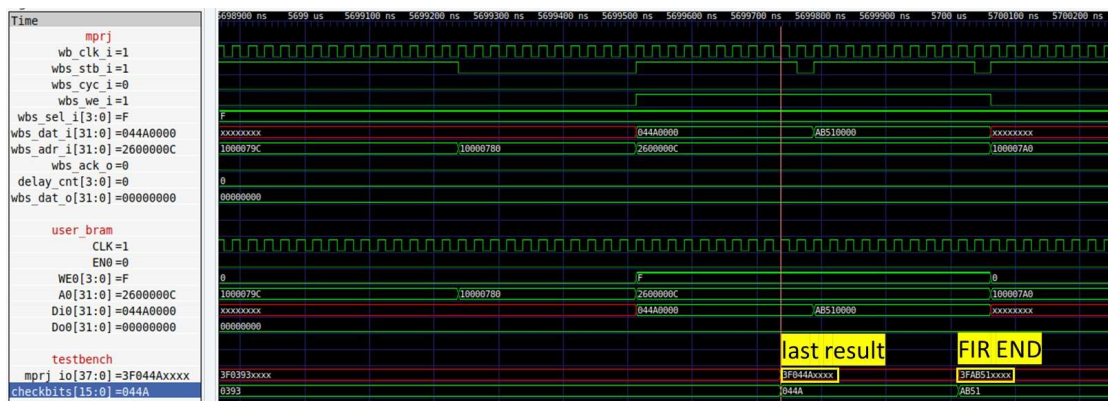 Time
5698900 ns 5699 us 5699100 ns 5699200 ns 5699300 ns 5699400 ns 5699500 ns 5699600 ns 5699700 ns 5699800 ns 5699900 ns 5700 us 5700100 ns 5700200 ns
mprj
wb_clk_i=1
wbs_stb_i=1
wbs_cyc_i=0
wbs_we_i=1
wbs_sel_i[3:0]=F F
wbs_dat_i[31:0]=044A0000 xxxxxxxx 044A0000 AB510000 xxxxxxxx
wbs_adr_i[31:0]=2600000C 1000079C 10000780 2600000C 100007A0
wbs_ack_o=0
delay_cnt[3:0]=0 0
wbs_dat_o[31:0]=00000000 00000000
user_bram
CLK=1
EN0=0
WE0[3:0]=F 0 F 0
A0[31:0]=2600000C 1000079C 10000780 2600000C 100007A0
Di0[31:0]=044A0000 xxxxxxxx 044A0000 AB510000 xxxxxxxx
Do0[31:0]=00000000 00000000
last result FIR END
testbench
mprj_io[37:0]=3F044Axxxx 3F0393xxxx 3F044Axxxx 3FAB51xxxx
checkbits[15:0]=044A 0393 044A AB51